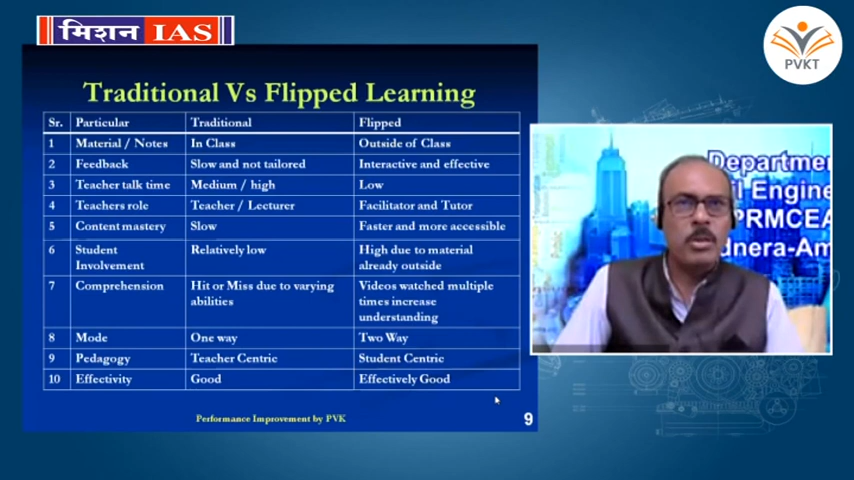 मिशन IAS
PVKT
Traditional Vs Flipped Learning
Sr. Particular Traditional Flipped
1 Material / Notes In Class Outside of Class
2 Feedback Slow and not tailored Interactive and effective
3 Teacher talk time Medium / high Low
4 Teachers role Teacher / Lecturer Facilitator and Tutor
5 Content mastery Slow Faster and more accessible
6 Student Involvement Relatively low High due to material already outside
7 Comprehension Hit or Miss due to varying abilities Videos watched multiple times increase understanding
8 Mode One way Two Way
9 Pedagogy Teacher Centric Student Centric
10 Effectivity Good Effectively Good
Performance Improvement by PVK 9
Departmen
il Engine
PRMCEA
dnera-Am